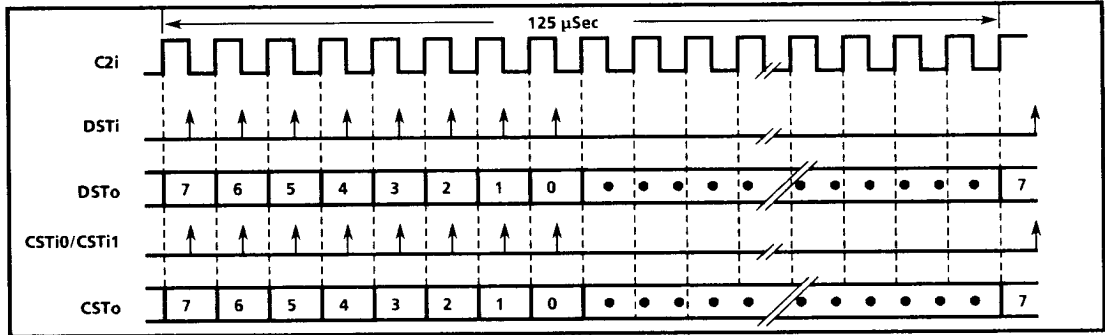 125 µSec
C2i
DSTi
DSTo 7 6 5 4 3 2 1 0 7
CSTi0/CSTi1
CSTo 7 6 5 4 3 2 1 0 7